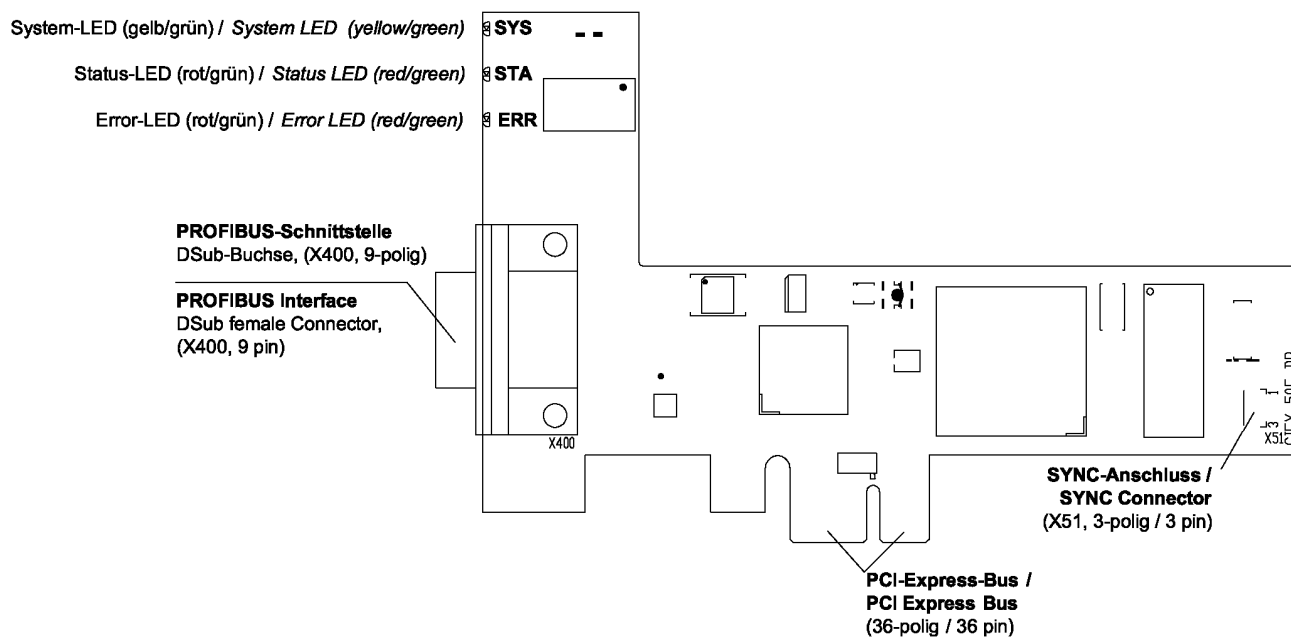 System-LED (gelb/grün) / System LED (yellow/green)
SYS
Status-LED (rot/grün) / Status LED (red/green)
STA
Error-LED (rot/grün) / Error LED (red/green)
ERR
PROFIBUS-Schnittstelle
DSub-Buchse, (X400, 9-polig)
PROFIBUS Interface
DSub female Connector,
(X400, 9 pin)
X400
1
3
X51
SYNC-Anschluss /
SYNC Connector
(X51, 3-polig / 3 pin)
PCI-Express-Bus /
PCI Express Bus
(36-polig / 36 pin)